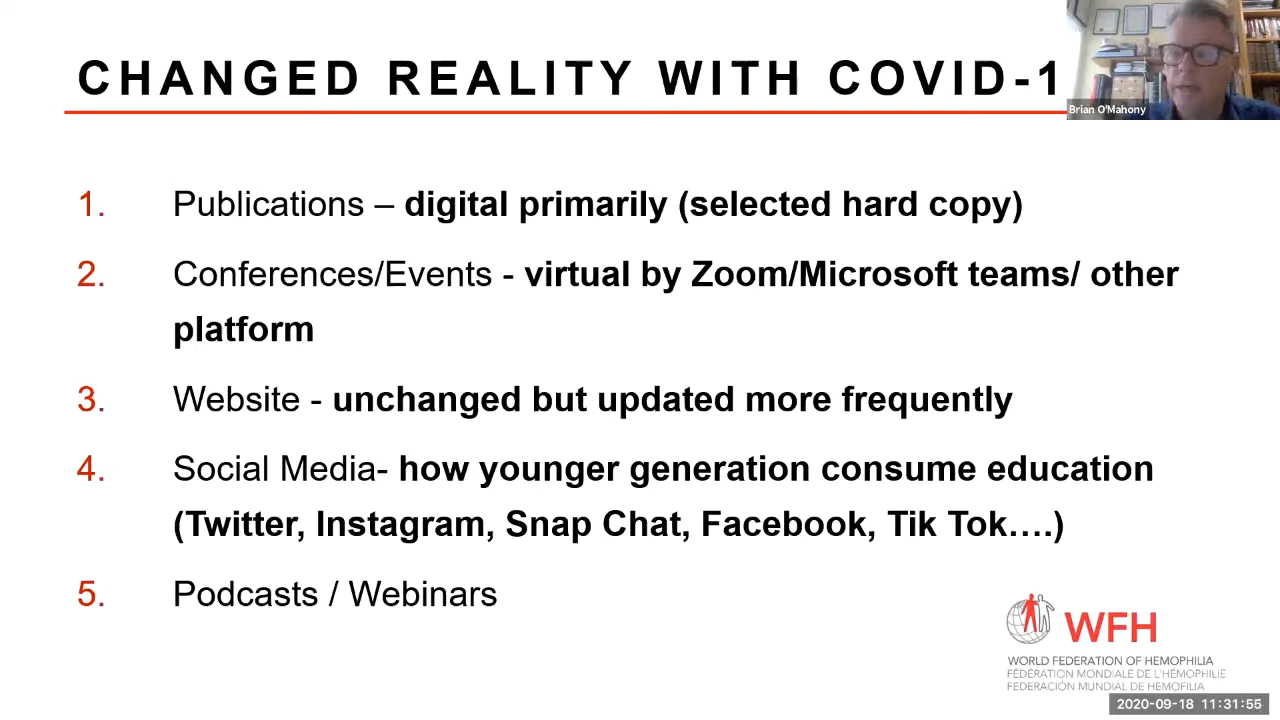 CHANGED REALITY WITH COVID-1
Brian O'Mahony
1. Publications – digital primarily (selected hard copy)
2. Conferences/Events - virtual by Zoom/Microsoft teams/ other
platform
3. Website - unchanged but updated more frequently
4. Social Media- how younger generation consume education
(Twitter, Instagram, Snap Chat, Facebook, Tik Tok….)
5. Podcasts / Webinars
WFH
WORLD FEDERATION OF HEMOPHILIA
FÉDÉRATION MONDIALE DE L'HÉMOPHILIE
FEDERACIÓN MUNDIAL DE HEMOFILIA
2020-09-18 11:31:55